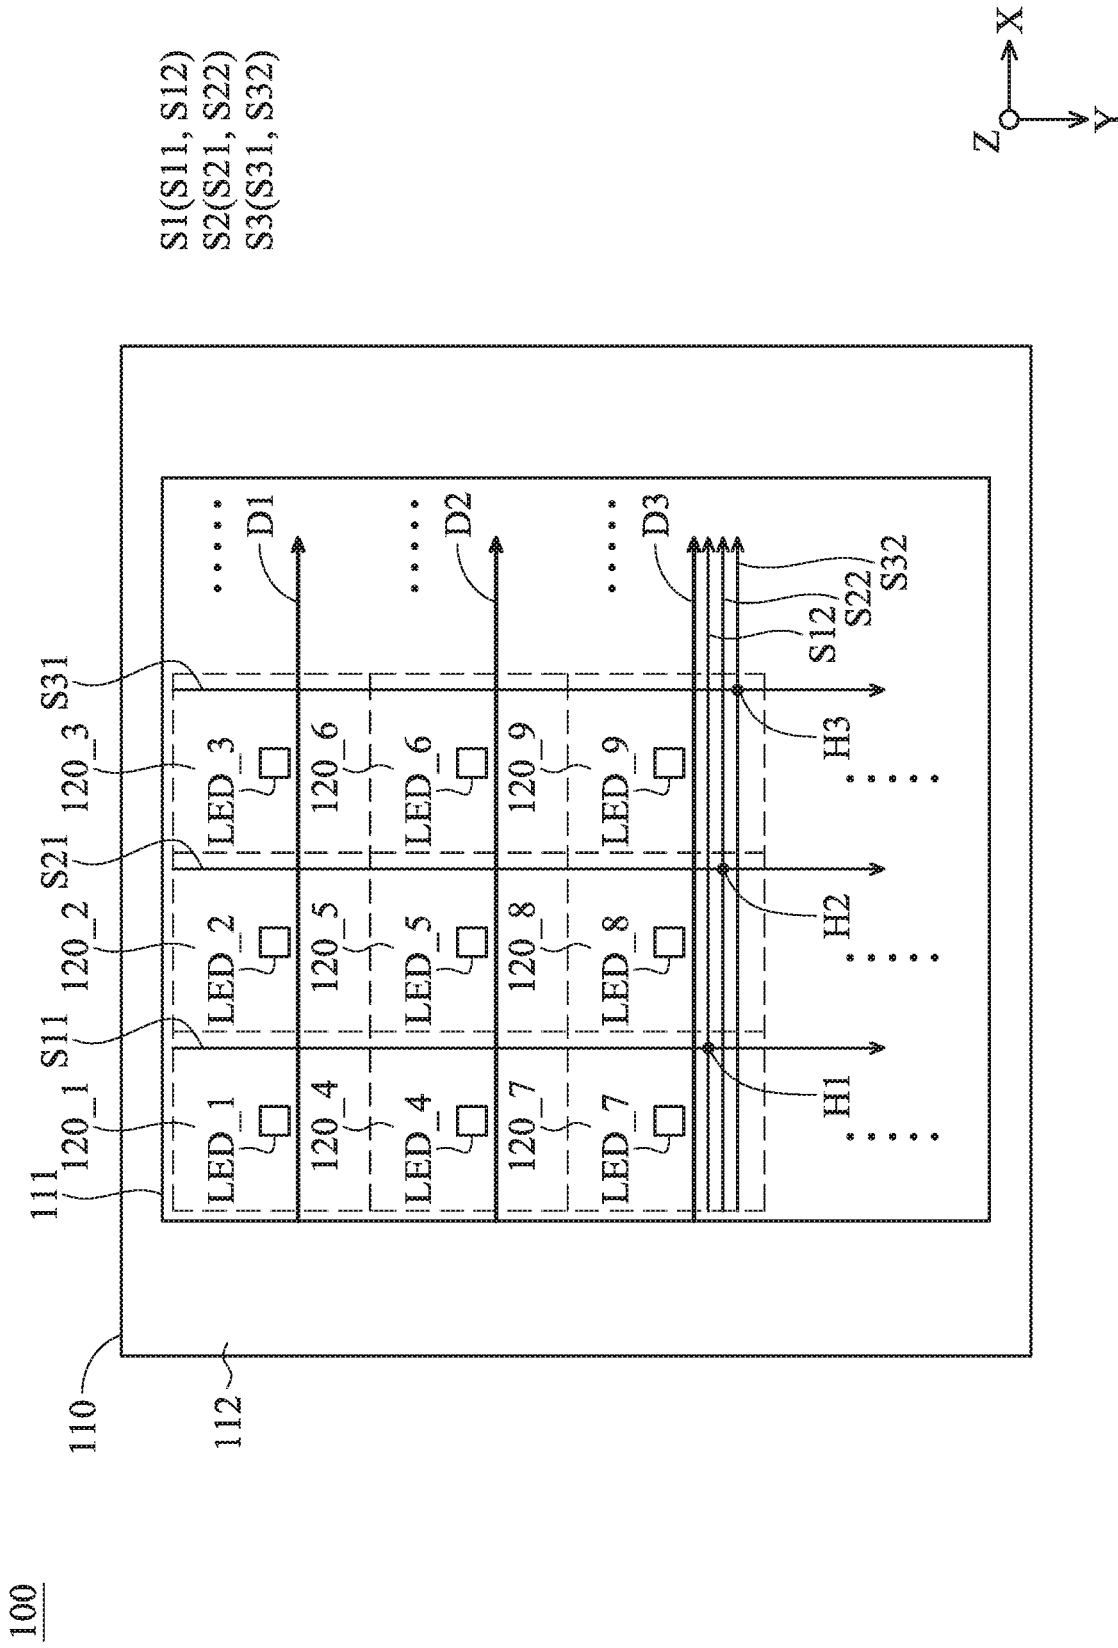 100
110
112
111
120_1
S11
120_2
S21
120_3
S31
LED_1
LED_2
LED_3
D1
120_4
120_5
120_6
LED_4
LED_5
LED_6
D2
120_7
120_8
120_9
LED_7
LED_8
LED_9
D3
S12
S22
S32
H1
H2
H3
S1(S11, S12)
S2(S21, S22)
S3(S31, S32)
Z
X
Y